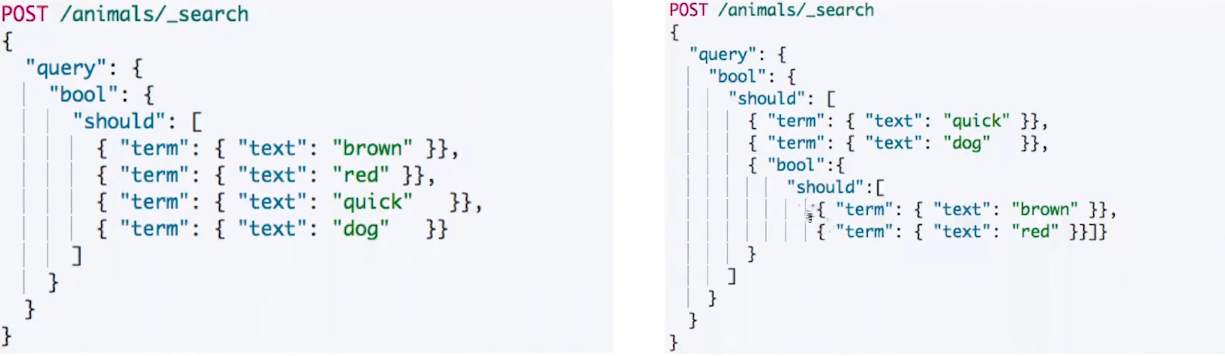 POST /animals/_search
{
  "query": {
    "bool": {
      "should": [
        { "term": { "text": "brown" }},
        { "term": { "text": "red" }},
        { "term": { "text": "quick"   }},
        { "term": { "text": "dog"   }}
      ]
    }
  }
}
POST /animals/_search
{
  "query": {
    "bool": {
      "should": [
        { "term": { "text": "quick" }},
        { "term": { "text": "dog"   }},
        { "bool":{
            "should":[
              { "term": { "text": "brown" }},
              { "term": { "text": "red" }}]}
        }
      ]
    }
  }
}